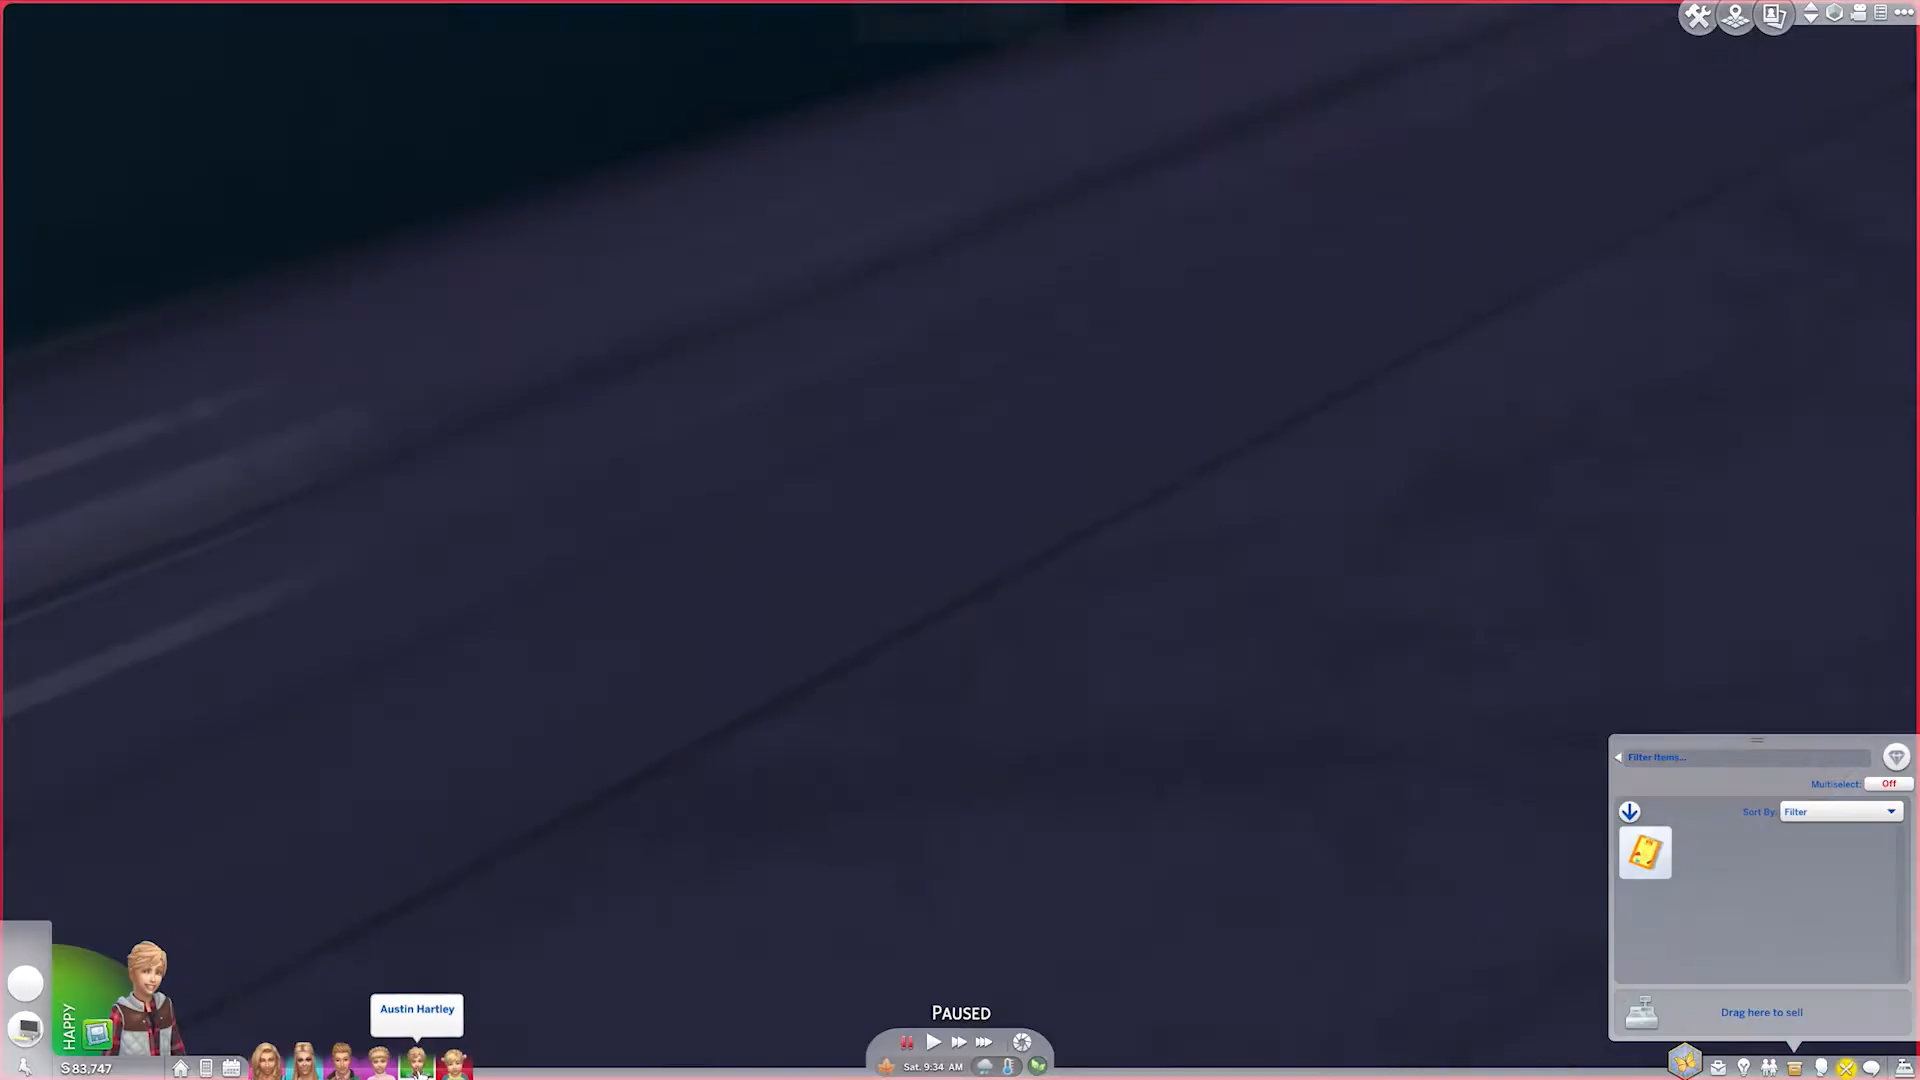 Filter Items...
Multiselect: Off
Sort By: Filter
Drag here to sell
HAPPY
Austin Hartley
PAUSED
§83,747
Sat. 9:34 AM